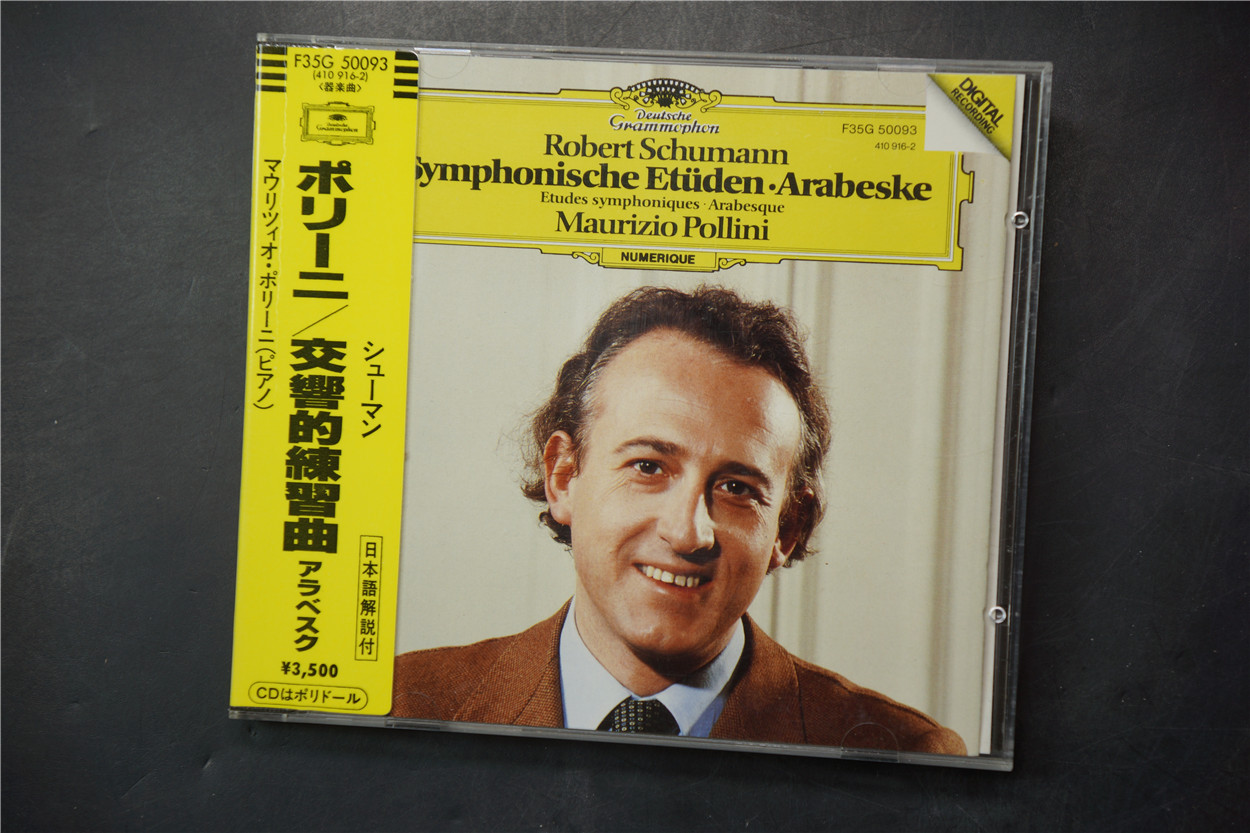 F35G 50093
(410 916-2)
〈器楽曲〉
Deutsche
Grammophon
ポリーニ/交響的練習曲 アラベスク
シューマン
マウリツィオ・ポリーニ(ピアノ)
日本語解説付
¥3,500
CDはポリドール
Deutsche
Grammophon
F35G 50093
410 916-2
DIGITAL
RECORDING
Robert Schumann
Symphonische Etüden·Arabeske
Etudes symphoniques · Arabesque
Maurizio Pollini
NUMERIQUE